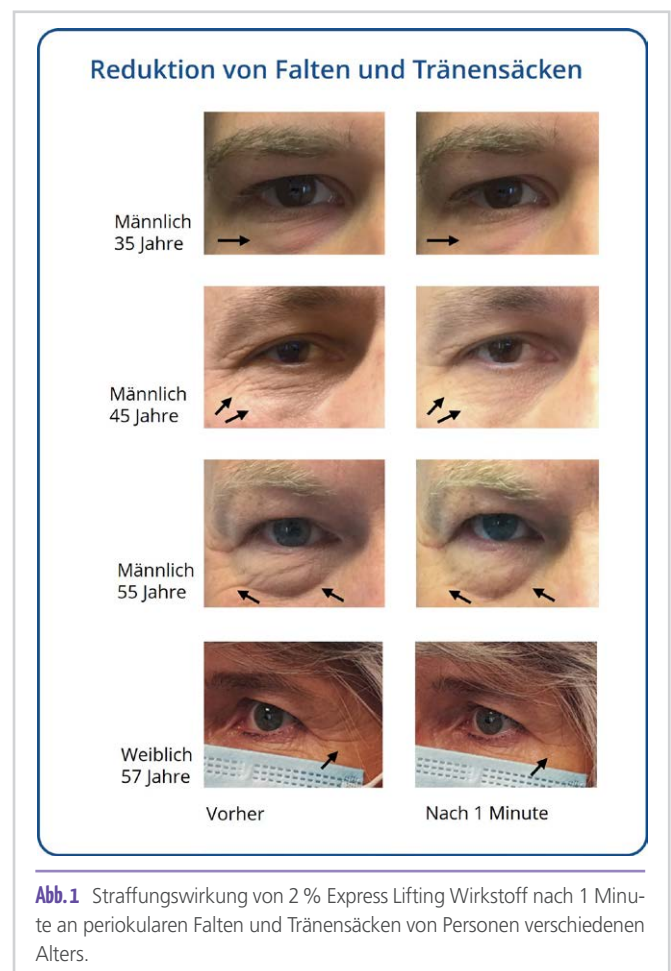 Reduktion von Falten und Tränensäcken
Männlich
35 Jahre
Männlich
45 Jahre
Männlich
55 Jahre
Weiblich
57 Jahre
Vorher Nach 1 Minute
Abb. 1 Straffungswirkung von 2 % Express Lifting Wirkstoff nach 1 Minu-
te an periokularen Falten und Tränensäcken von Personen verschiedenen
Alters.